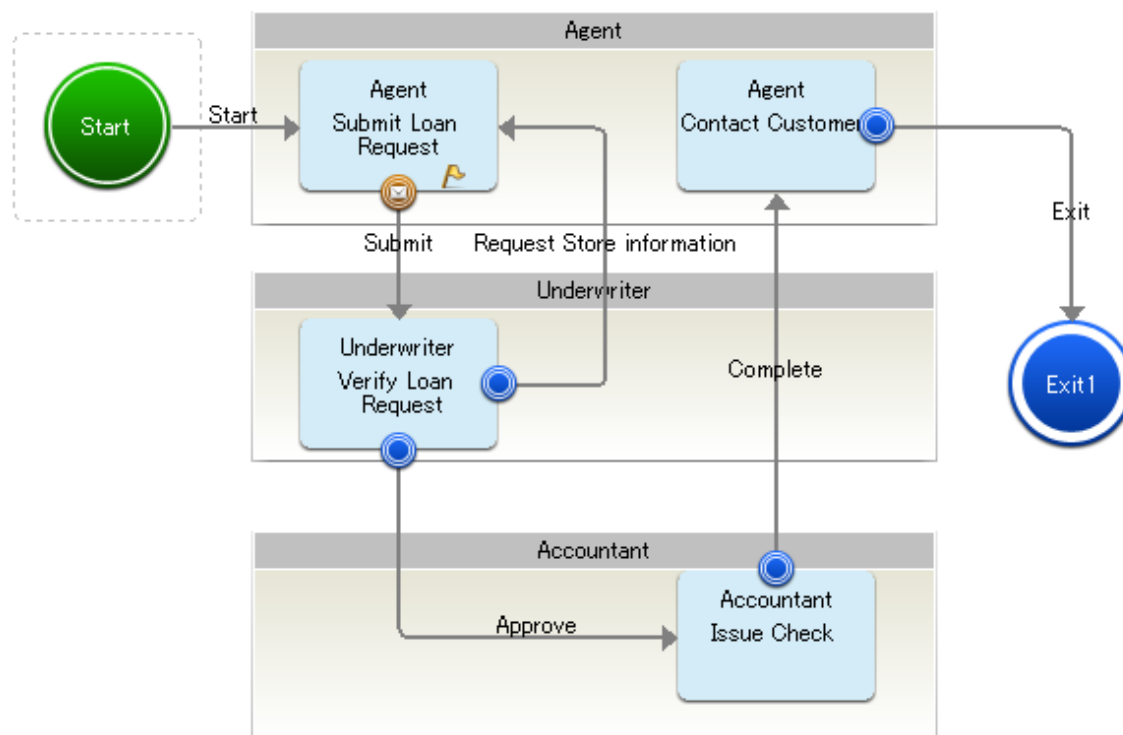 Agent
Start
Start
Agent
Submit Loan
Request
Agent
Contact Customer
Exit
Submit
Request Store information
Underwriter
Underwriter
Verify Loan
Request
Complete
Exit1
Accountant
Approve
Accountant
Issue Check